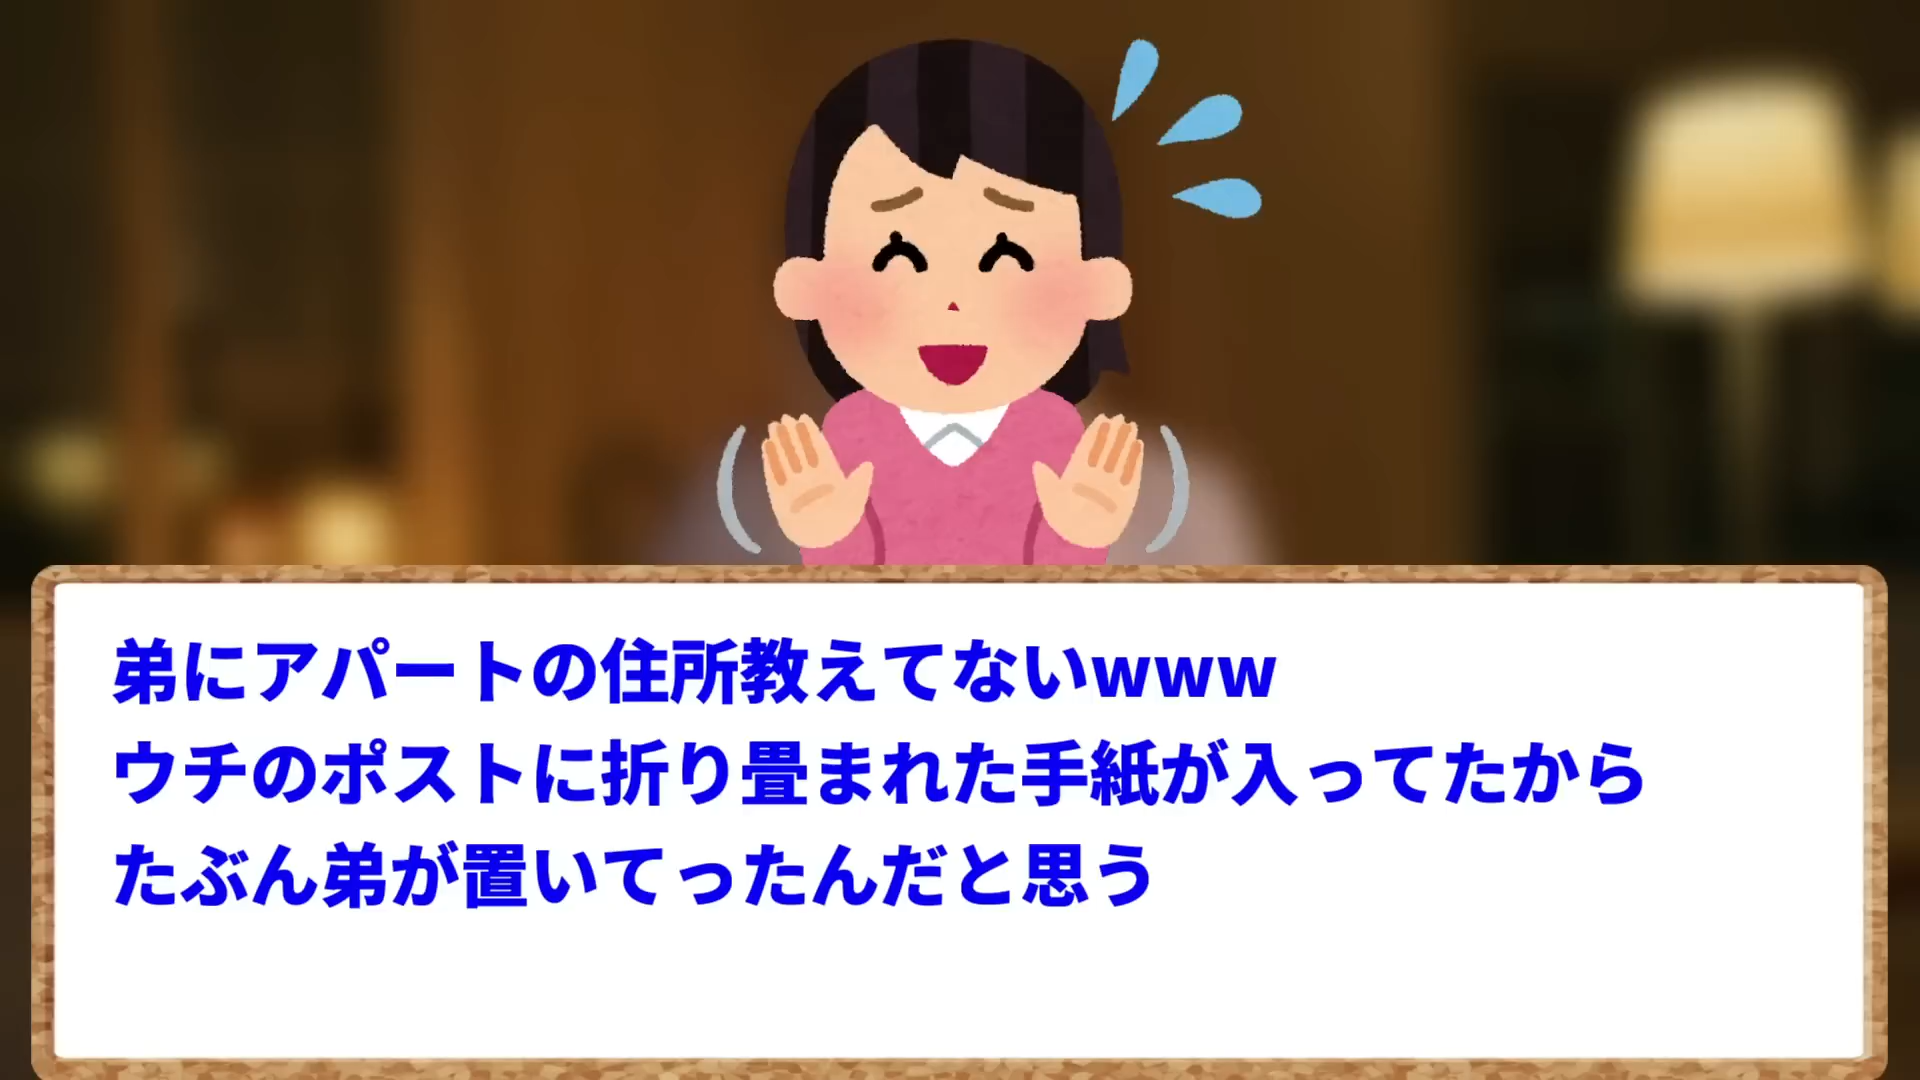 弟にアパートの住所教えてないwww
ウチのポストに折り畳まれた手紙が入ってたから
たぶん弟が置いてったんだと思う